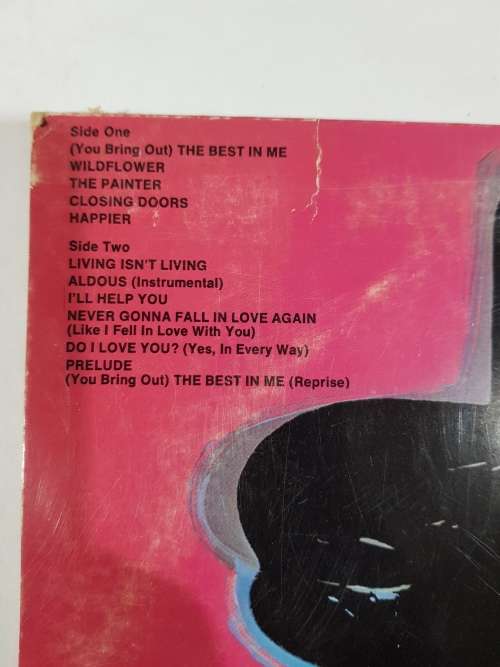 Side One
(You Bring Out) THE BEST IN ME
WILDFLOWER
THE PAINTER
CLOSING DOORS
HAPPIER
Side Two
LIVING ISN'T LIVING
ALDOUS (Instrumental)
I'LL HELP YOU
NEVER GONNA FALL IN LOVE AGAIN
(Like I Fell In Love With You)
DO I LOVE YOU? (Yes, In Every Way)
PRELUDE
(You Bring Out) THE BEST IN ME (Reprise)